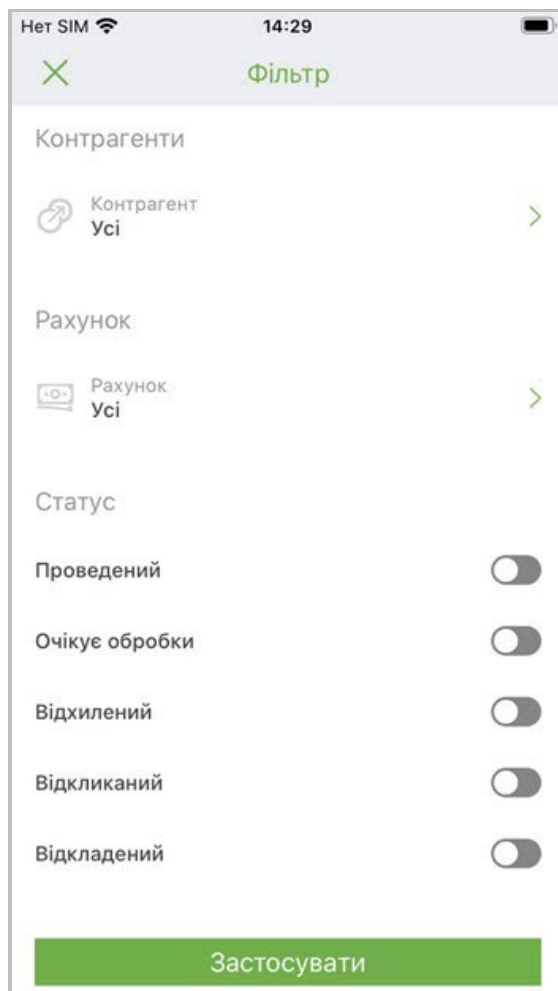 Нет SIM 14:29
Фільтр
Контрагенти
Контрагент
Усі
Рахунок
Рахунок
Усі
Статус
Проведений
Очікує обробки
Відхилений
Відкликаний
Відкладений
Застосувати